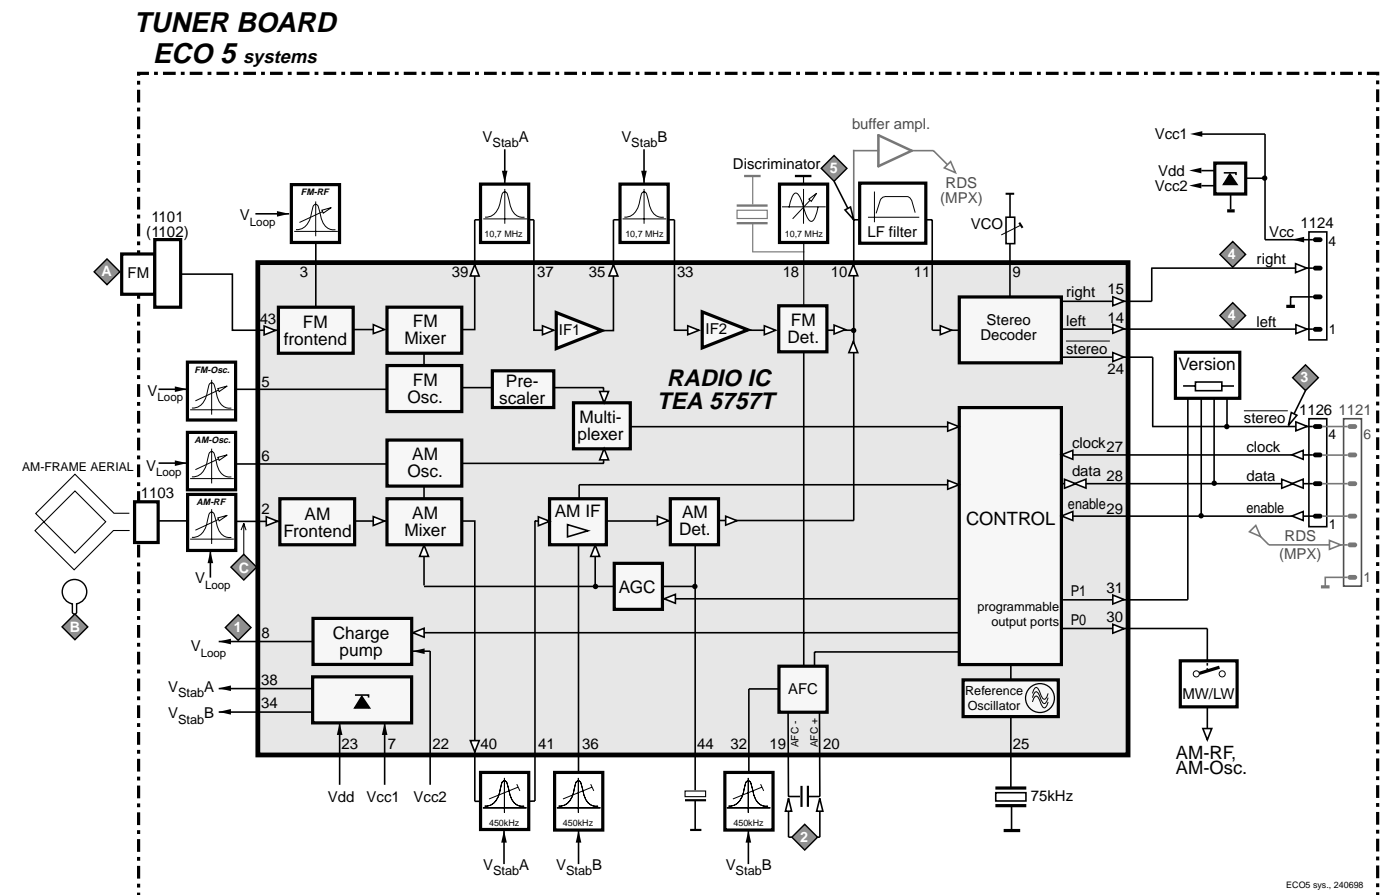 TUNER BOARD
ECO 5 systems
buffer ampl.
RDS
(MPX)
VStabA
VStabB
Discriminator
5
Vcc1
Vdd
Vcc2
FM-RF
VLoop
10,7 MHz
10,7 MHz
10,7 MHz
LF filter
VCO
1101
(1102)
A
FM
1124
Vcc
4
right
4
left
4
1
3
39
37
35
33
18
10
11
9
43
FM
frontend
FM
Mixer
IF1
IF2
FM
Det.
Stereo
Decoder
right
15
left
14
stereo
24
RADIO IC
TEA 5757T
FM-Osc.
VLoop
5
FM
Osc.
Pre-
scaler
Multi-
plexer
Version
3
1126
1121
stereo
4
6
clock
27
clock
data
28
data
enable
29
enable
1
RDS
(MPX)
1
AM-Osc.
VLoop
6
AM
Osc.
AM-FRAME AERIAL
1103
AM-RF
VLoop
2
C
B
AM
Frontend
AM
Mixer
AM IF
AM
Det.
AGC
CONTROL
programmable
output ports
P1
31
P0
30
1
8
VLoop
Charge
pump
VStabA
38
VStabB
34
AFC
Reference
Oscillator
MW/LW
AM-RF,
AM-Osc.
23
7
22
40
41
36
44
32
19
AFC -
AFC +
20
25
Vdd
Vcc1
Vcc2
450kHz
450kHz
450kHz
75kHz
2
VStabA
VStabB
VStabB
ECO5 sys., 240698